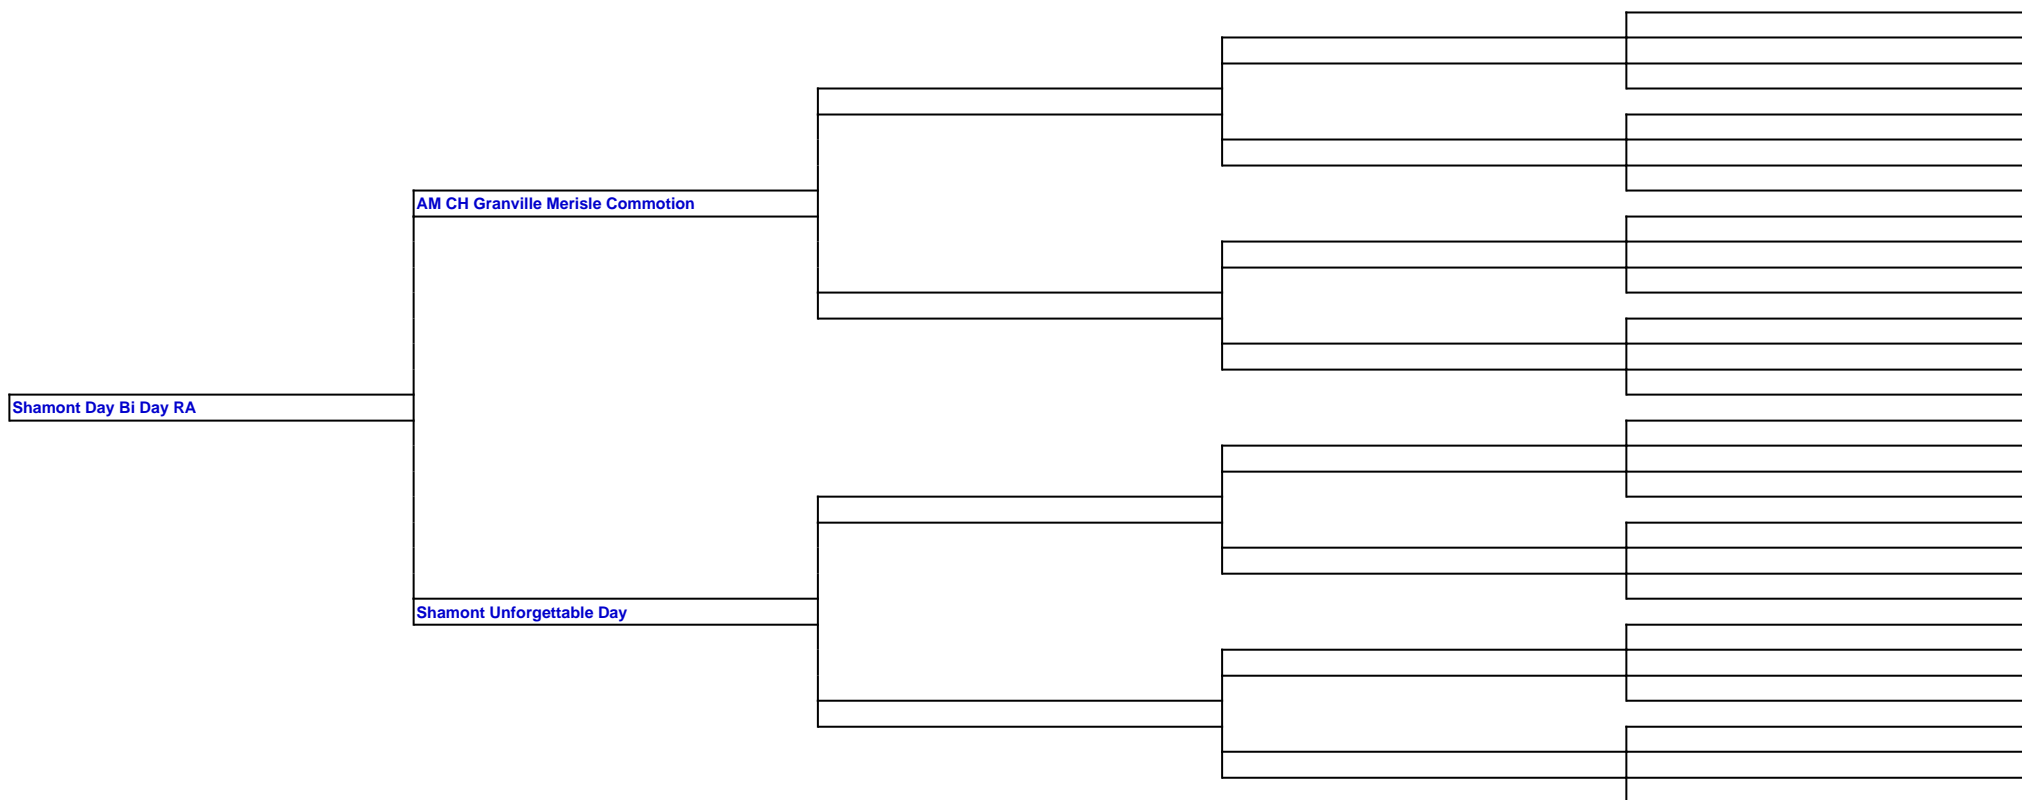 AM CH Granville Merisle Commotion
Shamont Day Bi Day RA
Shamont Unforgettable Day